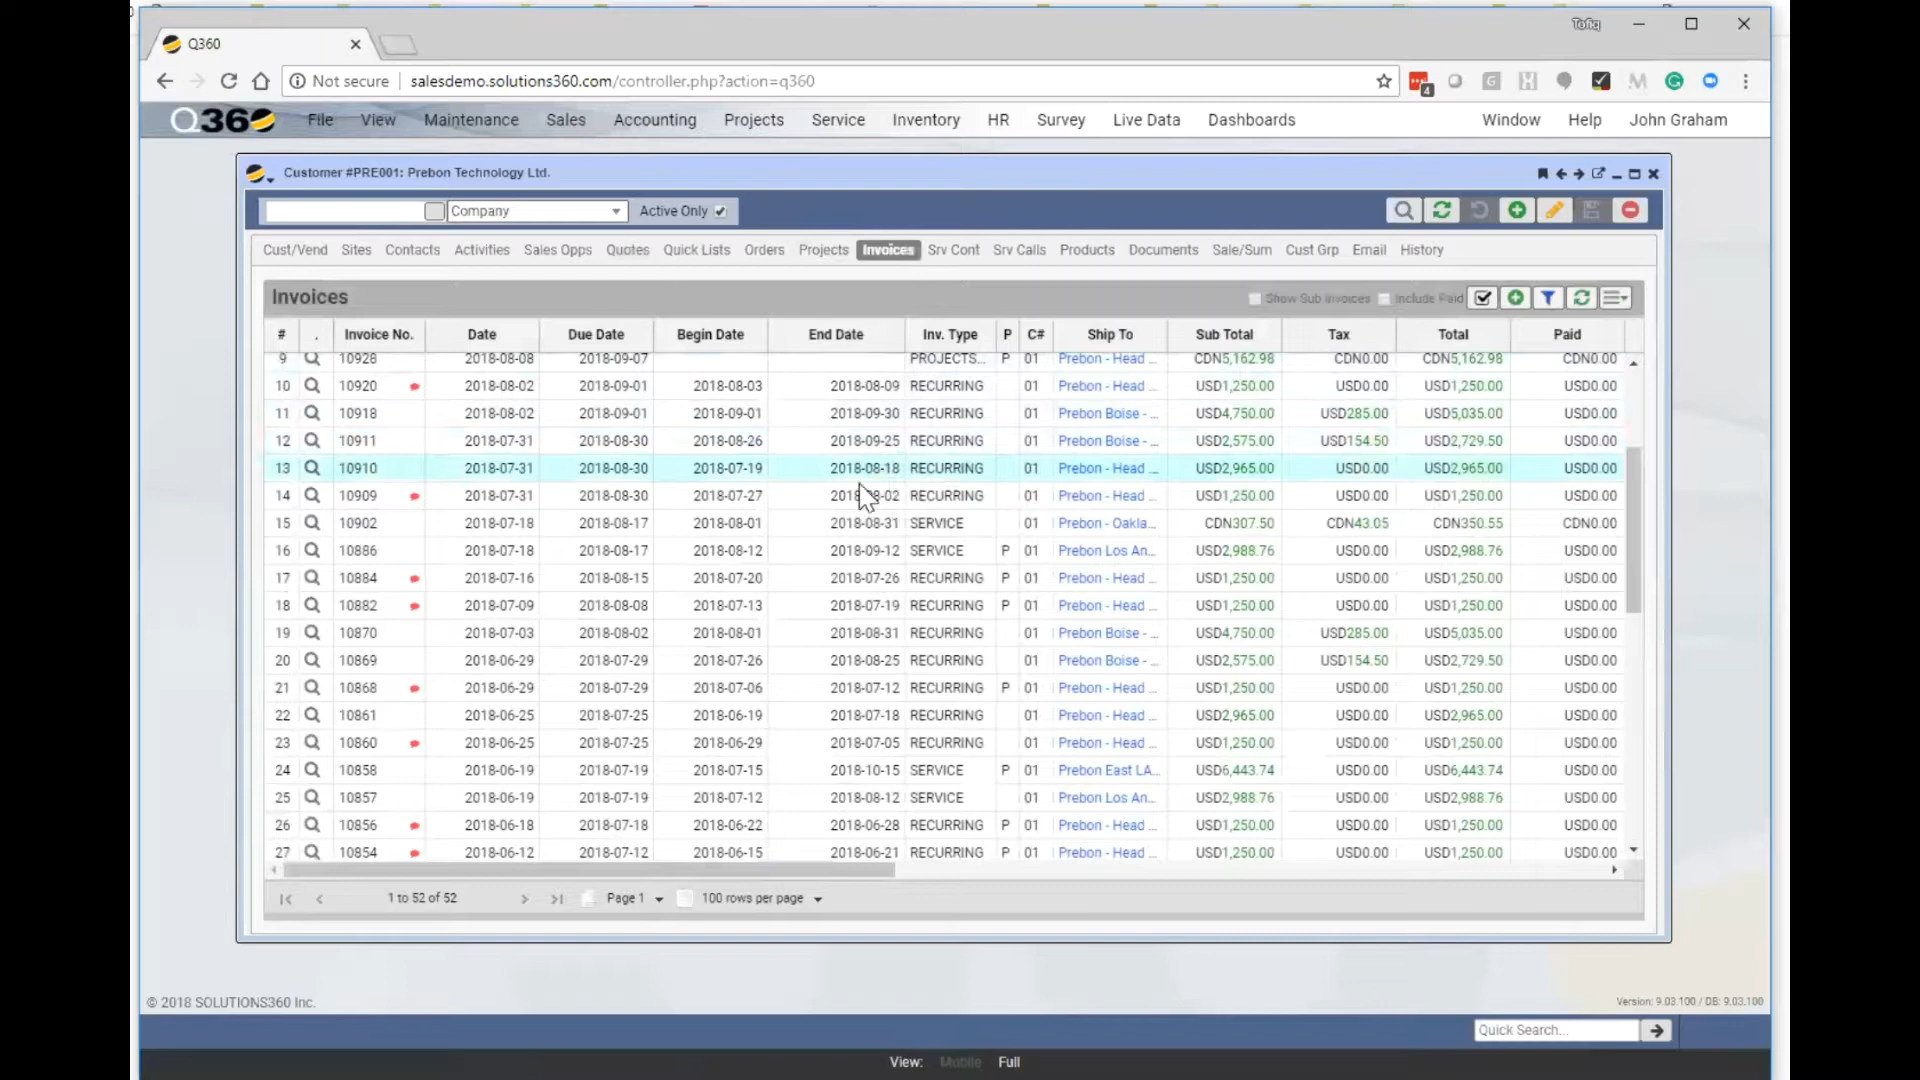 Q360
Tofiq
Not secure salesdemo.solutions360.com/controller.php?action=q360
4
Q360 File View Maintenance Sales Accounting Projects Service Inventory HR Survey Live Data Dashboards Window Help John Graham
Customer #PRE001: Prebon Technology Ltd.
Company Active Only
Cust/Vend Sites Contacts Activities Sales Opps Quotes Quick Lists Orders Projects Invoices Srv Cont Srv Calls Products Documents Sale/Sum Cust Grp Email History
Invoices Show Sub Invoices Include Paid
# . Invoice No. Date Due Date Begin Date End Date Inv. Type P C# Ship To Sub Total Tax Total Paid
9 10928 2018-08-08 2018-09-07 PROJECTS... P 01 Prebon - Head ... CDN5,162.98 CDN0.00 CDN5,162.98 CDN0.00
10 10920 2018-08-02 2018-09-01 2018-08-03 2018-08-09 RECURRING 01 Prebon - Head ... USD1,250.00 USD0.00 USD1,250.00 USD0.00
11 10918 2018-08-02 2018-09-01 2018-09-01 2018-09-30 RECURRING 01 Prebon Boise - ... USD4,750.00 USD285.00 USD5,035.00 USD0.00
12 10911 2018-07-31 2018-08-30 2018-08-26 2018-09-25 RECURRING 01 Prebon Boise - ... USD2,575.00 USD154.50 USD2,729.50 USD0.00
13 10910 2018-07-31 2018-08-30 2018-07-19 2018-08-18 RECURRING 01 Prebon - Head ... USD2,965.00 USD0.00 USD2,965.00 USD0.00
14 10909 2018-07-31 2018-08-30 2018-07-27 2018-08-02 RECURRING 01 Prebon - Head ... USD1,250.00 USD0.00 USD1,250.00 USD0.00
15 10902 2018-07-18 2018-08-17 2018-08-01 2018-08-31 SERVICE 01 Prebon - Oakla... CDN307.50 CDN43.05 CDN350.55 CDN0.00
16 10886 2018-07-18 2018-08-17 2018-08-12 2018-09-12 SERVICE P 01 Prebon Los An... USD2,988.76 USD0.00 USD2,988.76 USD0.00
17 10884 2018-07-16 2018-08-15 2018-07-20 2018-07-26 RECURRING P 01 Prebon - Head ... USD1,250.00 USD0.00 USD1,250.00 USD0.00
18 10882 2018-07-09 2018-08-08 2018-07-13 2018-07-19 RECURRING P 01 Prebon - Head ... USD1,250.00 USD0.00 USD1,250.00 USD0.00
19 10870 2018-07-03 2018-08-02 2018-08-01 2018-08-31 RECURRING 01 Prebon Boise - ... USD4,750.00 USD285.00 USD5,035.00 USD0.00
20 10869 2018-06-29 2018-07-29 2018-07-26 2018-08-25 RECURRING 01 Prebon Boise - ... USD2,575.00 USD154.50 USD2,729.50 USD0.00
21 10868 2018-06-29 2018-07-29 2018-07-06 2018-07-12 RECURRING P 01 Prebon - Head ... USD1,250.00 USD0.00 USD1,250.00 USD0.00
22 10861 2018-06-25 2018-07-25 2018-06-19 2018-07-18 RECURRING 01 Prebon - Head ... USD2,965.00 USD0.00 USD2,965.00 USD0.00
23 10860 2018-06-25 2018-07-25 2018-06-29 2018-07-05 RECURRING 01 Prebon - Head ... USD1,250.00 USD0.00 USD1,250.00 USD0.00
24 10858 2018-06-19 2018-07-19 2018-07-15 2018-10-15 SERVICE P 01 Prebon East LA... USD6,443.74 USD0.00 USD6,443.74 USD0.00
25 10857 2018-06-19 2018-07-19 2018-07-12 2018-08-12 SERVICE 01 Prebon Los An... USD2,988.76 USD0.00 USD2,988.76 USD0.00
26 10856 2018-06-18 2018-07-18 2018-06-22 2018-06-28 RECURRING P 01 Prebon - Head ... USD1,250.00 USD0.00 USD1,250.00 USD0.00
27 10854 2018-06-12 2018-07-12 2018-06-15 2018-06-21 RECURRING P 01 Prebon - Head ... USD1,250.00 USD0.00 USD1,250.00 USD0.00
1 to 52 of 52 Page 1 100 rows per page
© 2018 SOLUTIONS360 Inc. Version: 9.03.100 / DB: 9.03.100
Quick Search...
View: Mobile Full